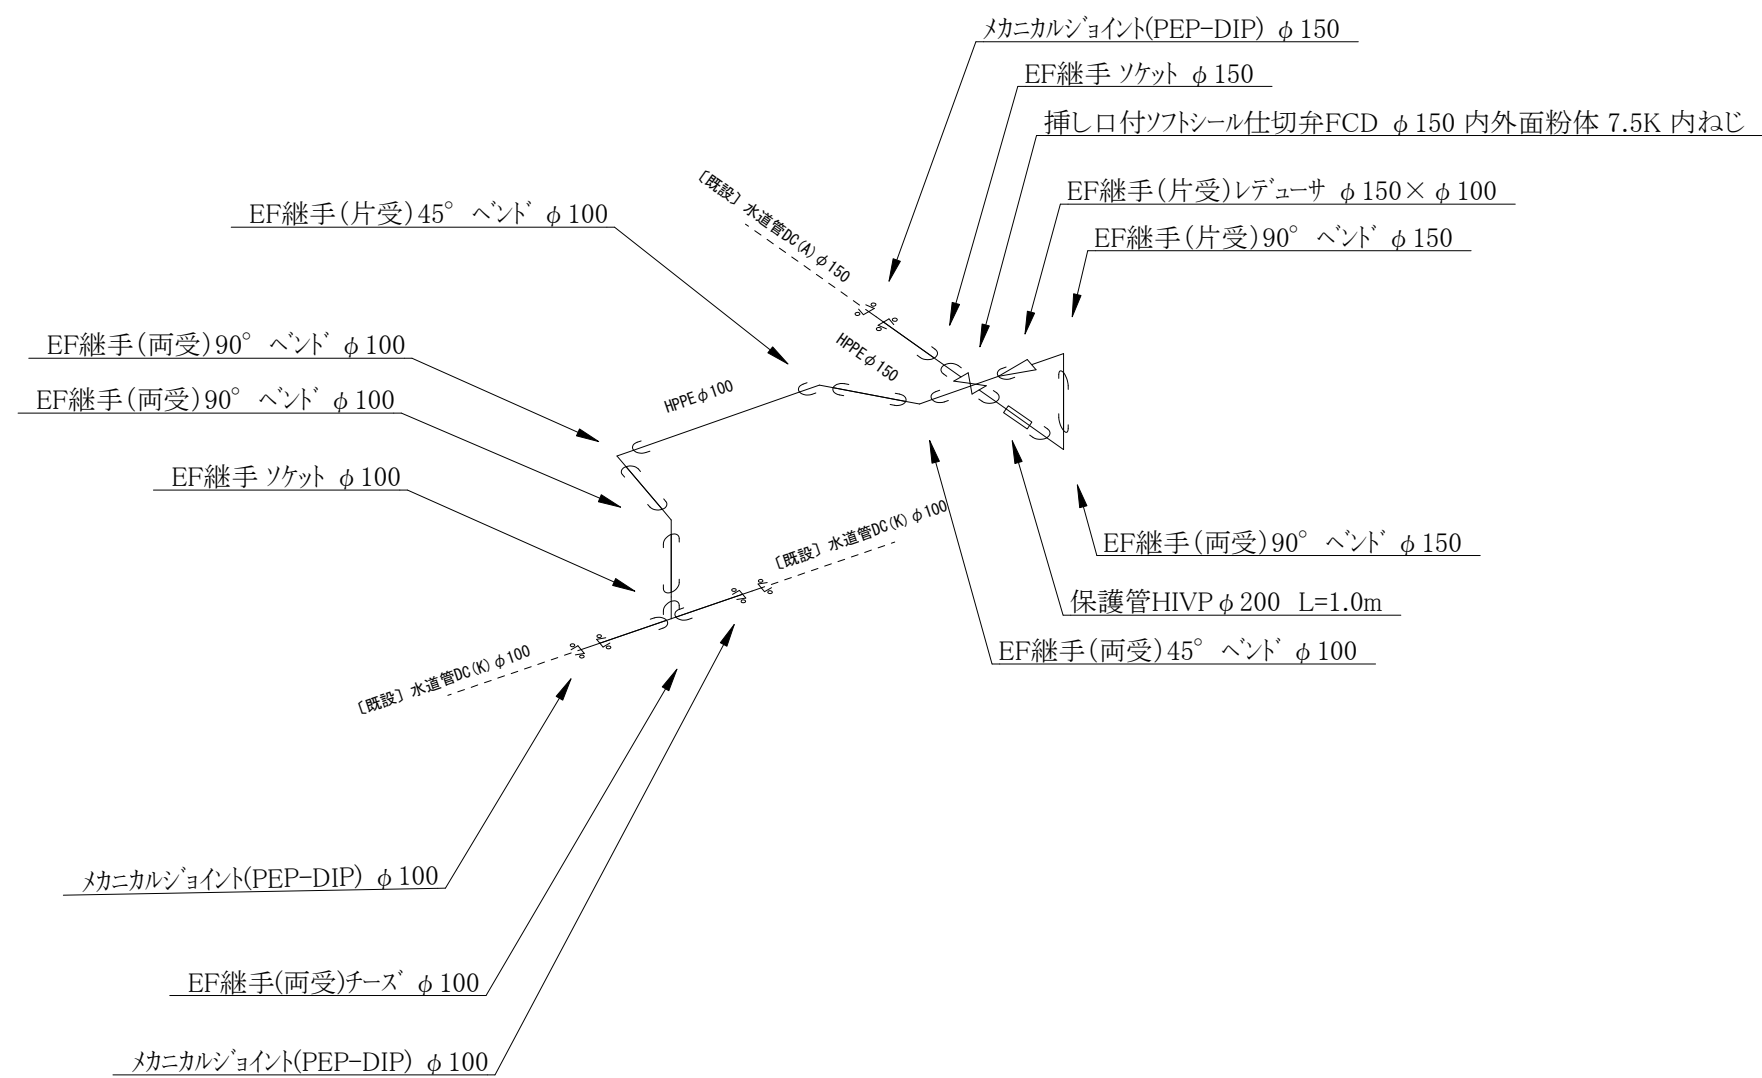 メカニカルジョイント(PEP-DIP) φ150
EF継手 ソケット φ150
挿し口付ソフトシール仕切弁FCD φ150 内外面粉体 7.5K 内ねじ
EF継手(片受)レデューサ φ150×φ100
EF継手(片受)90° ベンド φ150
〔既設〕水道管DC(A)φ150
EF継手(片受)45° ベンド φ100
EF継手(両受)90° ベンド φ100
EF継手(両受)90° ベンド φ100
EF継手 ソケット φ100
HPPEφ150
HPPEφ100
〔既設〕水道管DC(K)φ100
EF継手(両受)90° ベンド φ150
保護管HIVPφ200 L=1.0m
EF継手(両受)45° ベンド φ100
〔既設〕水道管DC(K)φ100
メカニカルジョイント(PEP-DIP) φ100
EF継手(両受)チーズ φ100
メカニカルジョイント(PEP-DIP) φ100